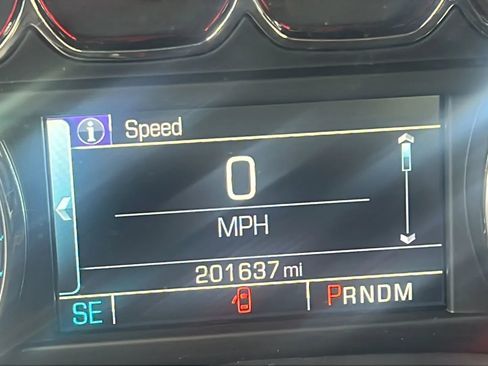 i Speed
0
MPH
201637 mi
SE PRNDM